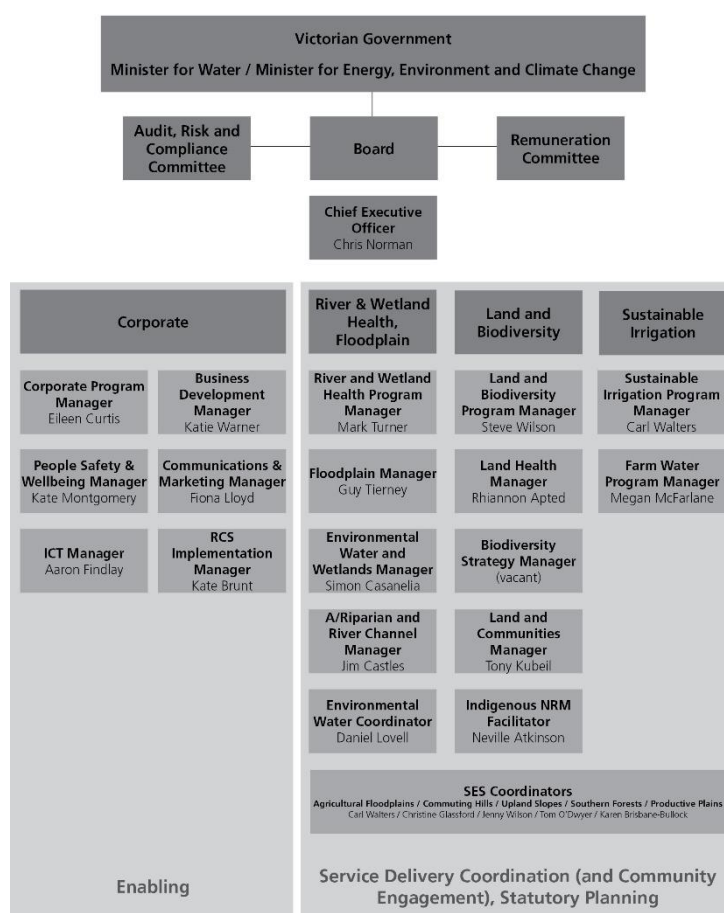 Victorian Government
Minister for Water / Minister for Energy, Environment and Climate Change
Audit, Risk and
Compliance
Committee
Board
Remuneration
Committee
Chief Executive
Officer
Chris Norman
Corporate
Corporate Program
Manager
Eileen Curtis
Business
Development
Manager
Katie Warner
People Safety &
Wellbeing Manager
Kate Montgomery
Communications &
Marketing Manager
Fiona Lloyd
ICT Manager
Aaron Findlay
RCS
Implementation
Manager
Kate Brunt
Enabling
River & Wetland
Health,
Floodplain
River and Wetland
Health Program
Manager
Mark Turner
Floodplain Manager
Guy Tierney
Environmental
Water and
Wetlands Manager
Simon Casanelia
A/Riparian and
River Channel
Manager
Jim Castles
Environmental
Water Coordinator
Daniel Lovell
Land and
Biodiversity
Land and
Biodiversity
Program Manager
Steve Wilson
Land Health
Manager
Rhiannon Apted
Biodiversity
Strategy Manager
(vacant)
Land and
Communities
Manager
Tony Kubeil
Indigenous NRM
Facilitator
Neville Atkinson
Sustainable
Irrigation
Sustainable
Irrigation Program
Manager
Carl Walters
Farm Water
Program Manager
Megan McFarlane
SES Coordinators
Agricultural Floodplains / Commuting Hills / Upland Slopes / Southern Forests / Productive Plains
Carl Walters / Christine Glassford / Jenny Wilson / Tom O'Dwyer / Karen Brisbane-Bullock
Service Delivery Coordination (and Community
Engagement), Statutory Planning